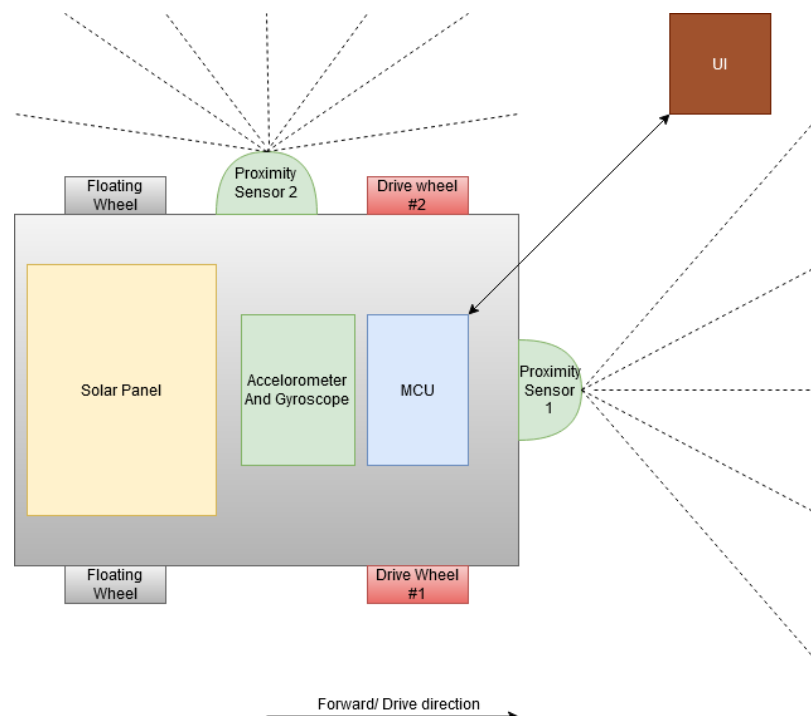 UI
Proximity
Sensor 2
Floating
Wheel
Drive wheel
#2
Solar Panel
Accelorometer
And Gyroscope
MCU
Proximity
Sensor
1
Floating
Wheel
Drive Wheel
#1
Forward/ Drive direction